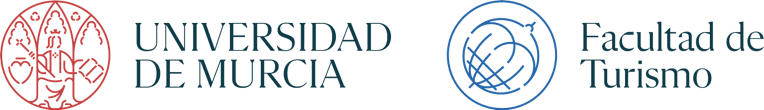 UNIVERSIDAD
DE MURCIA
Facultad de
Turismo